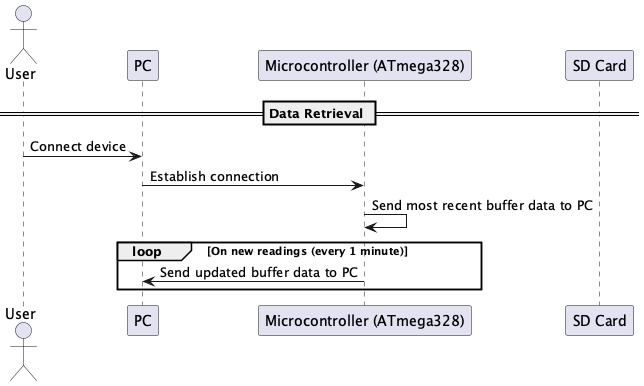 User
PC
Microcontroller (ATmega328)
SD Card
Data Retrieval
Connect device
Establish connection
Send most recent buffer data to PC
loop
[On new readings (every 1 minute)]
Send updated buffer data to PC
User
PC
Microcontroller (ATmega328)
SD Card